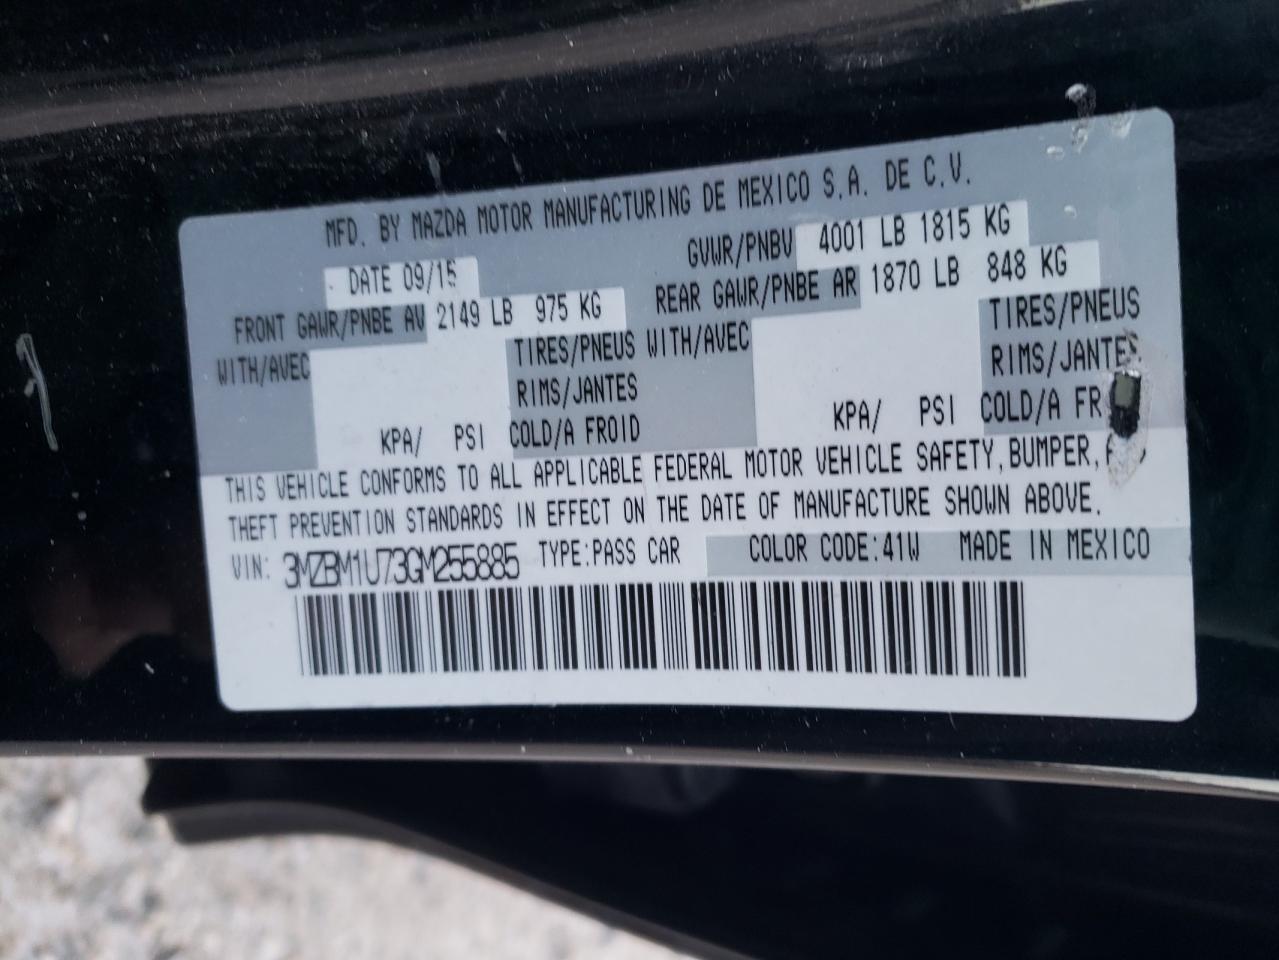 MFD. BY MAZDA MOTOR MANUFACTURING DE MEXICO S.A. DE C.V.
DATE 09/15 GVWR/PNBV 4001 LB 1815 KG
FRONT GAWR/PNBE AV 2149 LB 975 KG REAR GAWR/PNBE AR 1870 LB 848 KG
WITH/AVEC TIRES/PNEUS WITH/AVEC TIRES/PNEUS
RIMS/JANTES RIMS/JANTES
KPA/ PSI COLD/A FROID KPA/ PSI COLD/A
THIS VEHICLE CONFORMS TO ALL APPLICABLE FEDERAL MOTOR VEHICLE SAFETY, BUMPER,
THEFT PREVENTION STANDARDS IN EFFECT ON THE DATE OF MANUFACTURE SHOWN ABOVE.
VIN: 3MZBM1U73GM255885 TYPE:PASS CAR COLOR CODE:41W MADE IN MEXICO